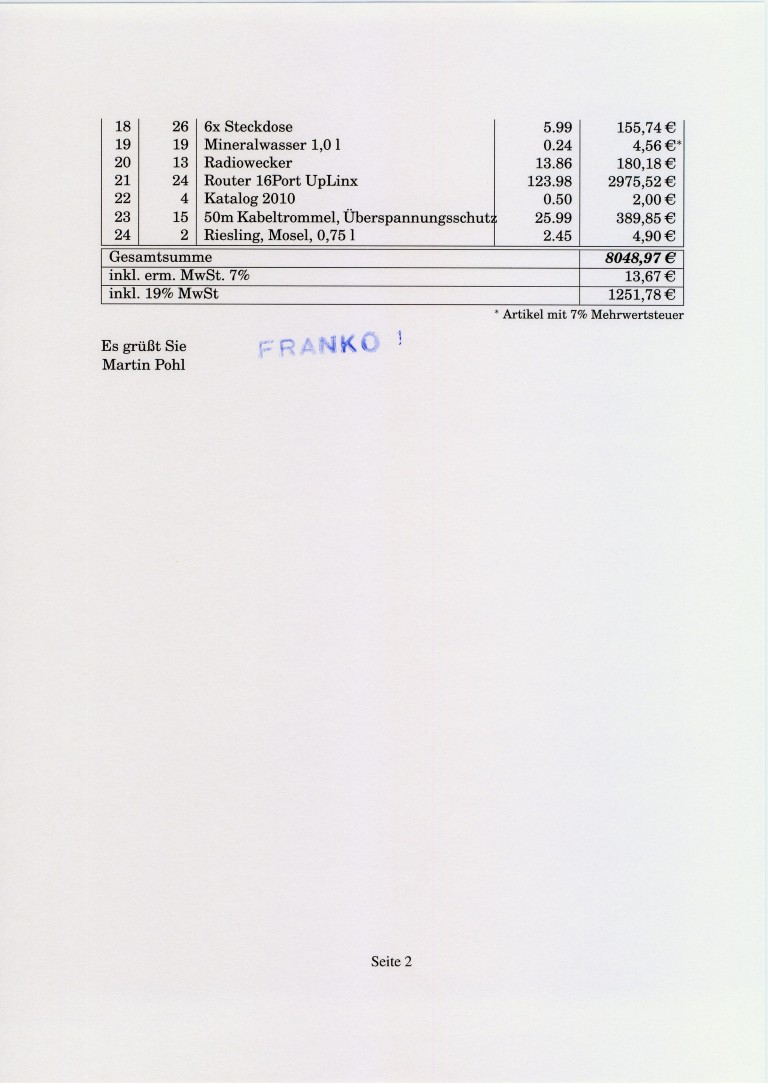 18 26 6x Steckdose 5.99 155,74 €
19 19 Mineralwasser 1,0 l 0.24 4,56 €*
20 13 Radiowecker 13.86 180,18 €
21 24 Router 16Port UpLinx 123.98 2975,52 €
22 4 Katalog 2010 0.50 2,00 €
23 15 50m Kabeltrommel, Überspannungsschutz 25.99 389,85 €
24 2 Riesling, Mosel, 0,75 l 2.45 4,90 €
Gesamtsumme 8048,97 €
inkl. erm. MwSt. 7% 13,67 €
inkl. 19% MwSt 1251,78 €
* Artikel mit 7% Mehrwertsteuer
Es grüßt Sie
FRANKO !
Martin Pohl
Seite 2